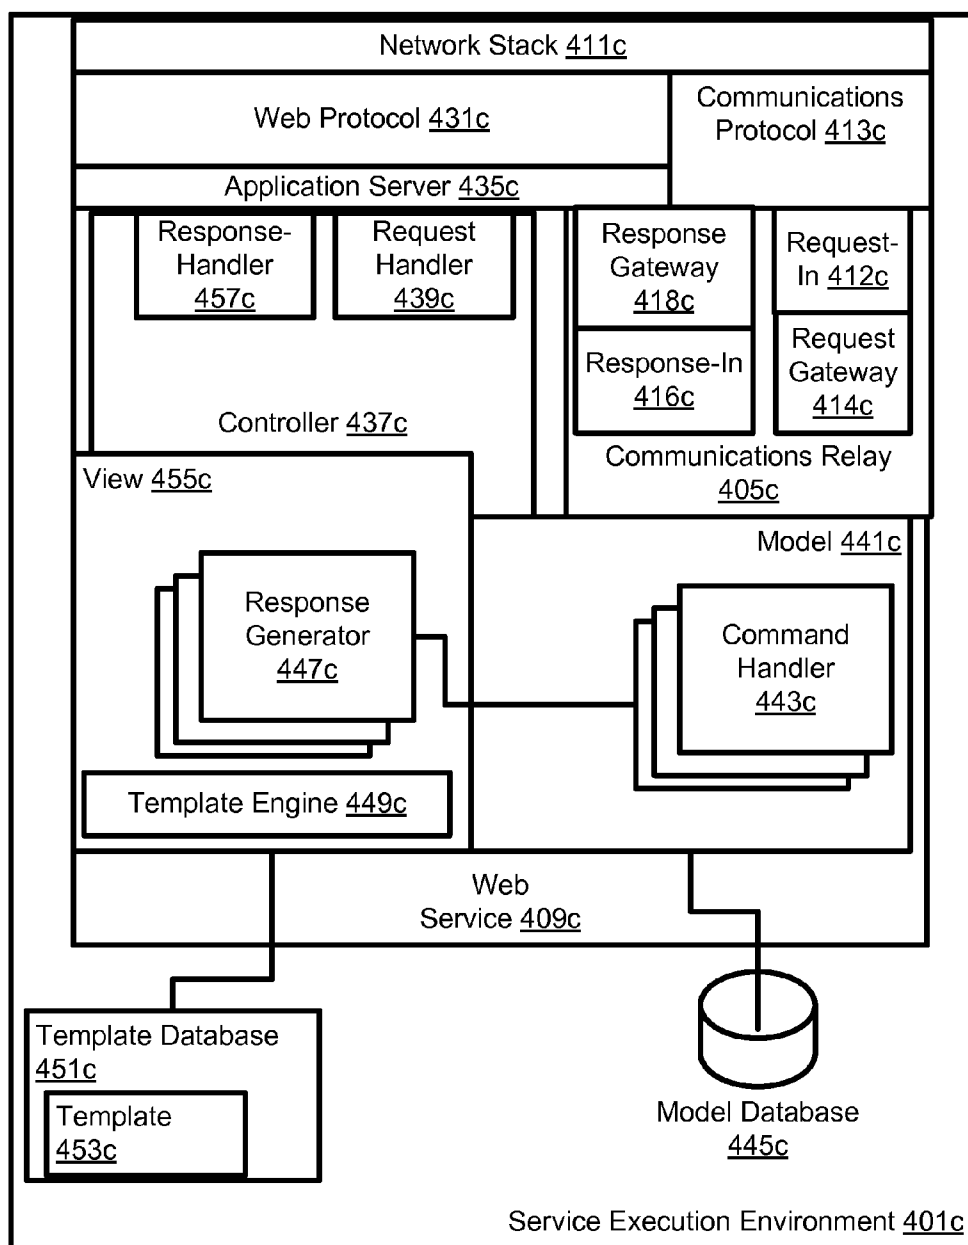 Network Stack 411c
Web Protocol 431c
Communications
Protocol 413c
Application Server 435c
Response-
Handler
457c
Request
Handler
439c
Response
Gateway
418c
Request-
In 412c
Response-In
416c
Request
Gateway
414c
Controller 437c
Communications Relay
405c
View 455c
Model 441c
Response
Generator
447c
Command
Handler
443c
Template Engine 449c
Web
Service 409c
Template Database
451c
Template
453c
Model Database
445c
Service Execution Environment 401c